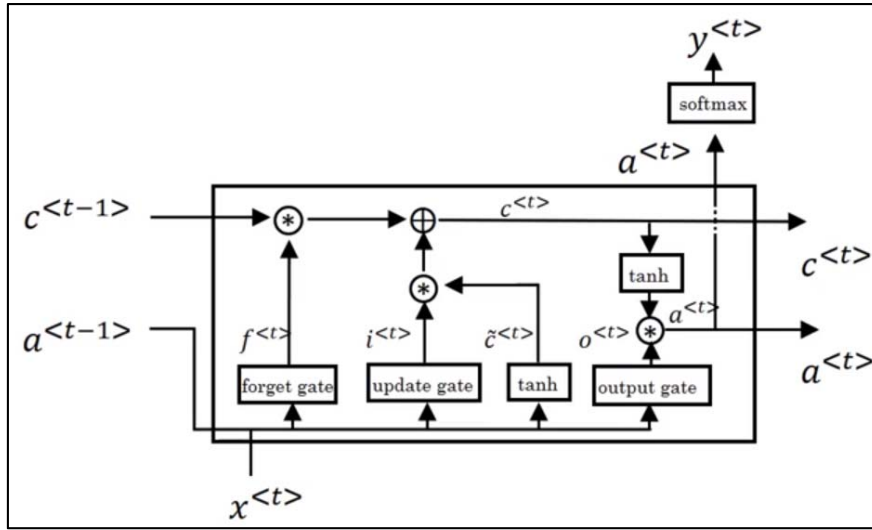 y<t>
softmax
a<t>
c<t-1>
c<t>
c<t>
tanh
a<t-1>
f<t>
i<t>
c̃<t>
o<t>
a<t>
a<t>
forget gate
update gate
tanh
output gate
x<t>